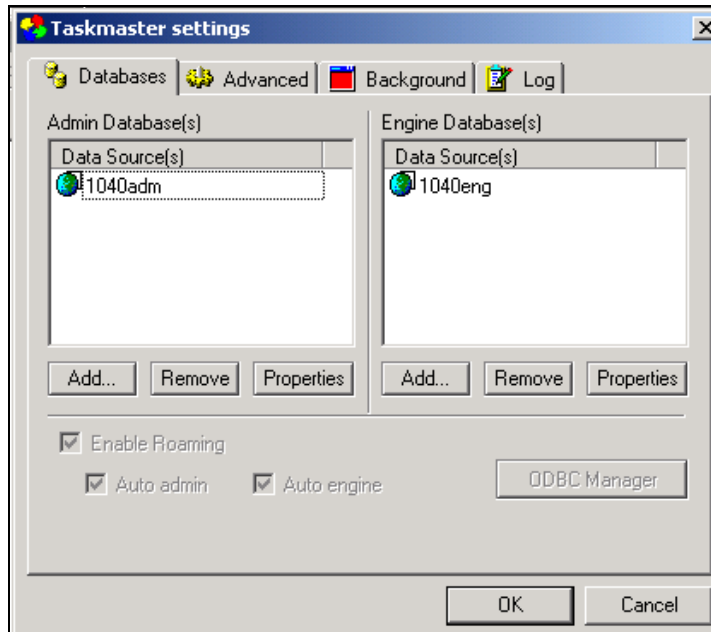 Taskmaster settings
Databases Advanced Background Log
Admin Database(s) Engine Database(s)
Data Source(s) Data Source(s)
1040adm 1040eng
Add... Remove Properties Add... Remove Properties
Enable Roaming
Auto admin Auto engine ODBC Manager
OK Cancel